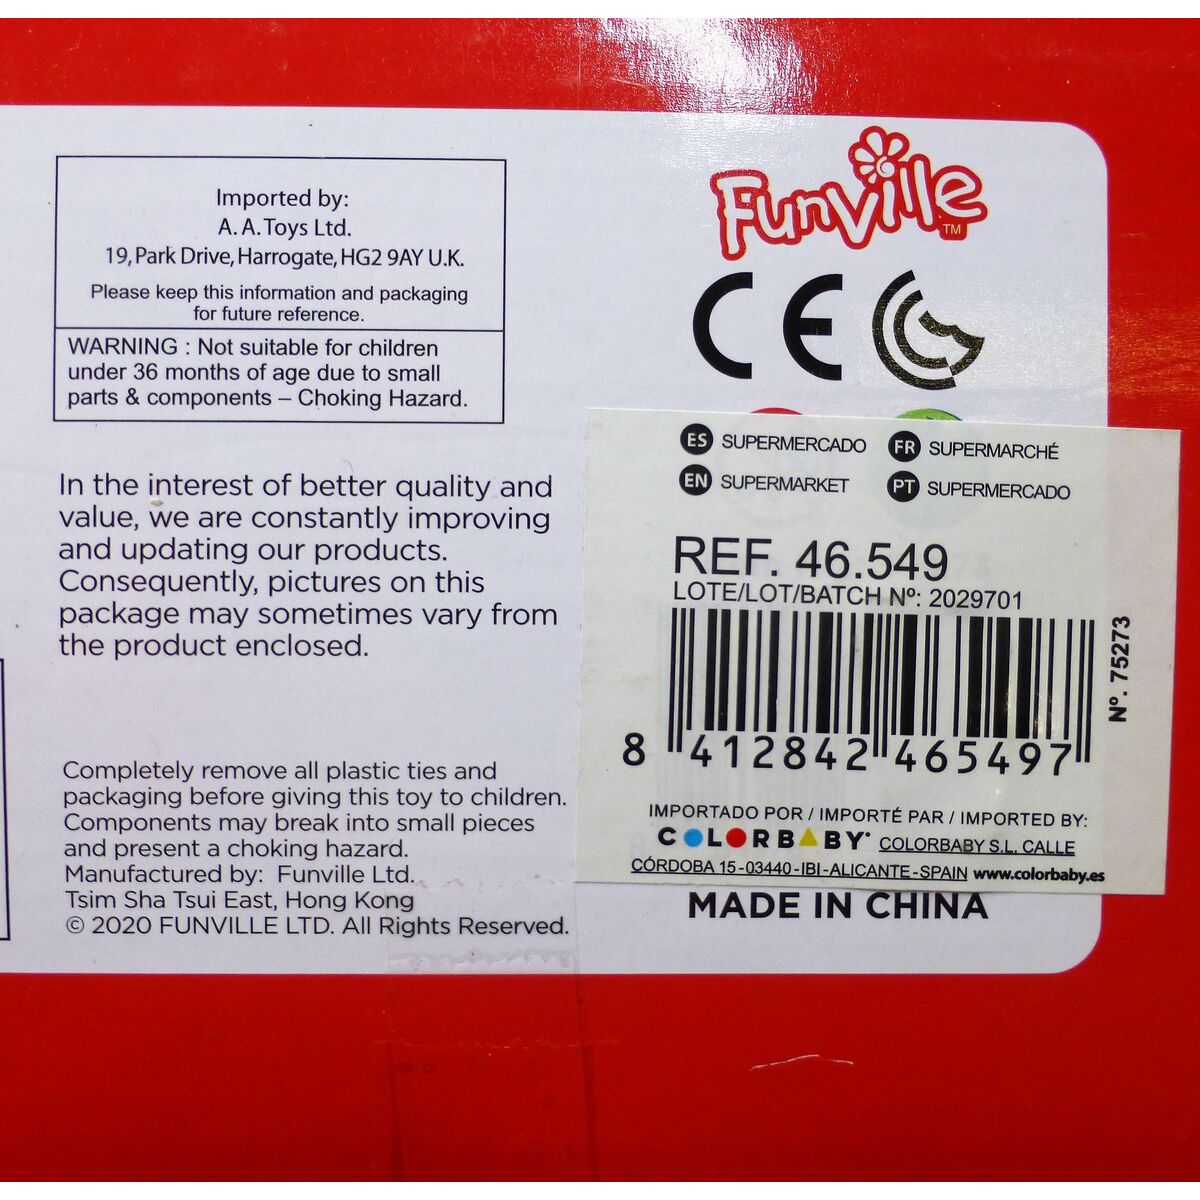 Imported by:
A.A.Toys Ltd.
19, Park Drive, Harrogate, HG2 9AY U.K.
Please keep this information and packaging
for future reference.
WARNING : Not suitable for children
under 36 months of age due to small
parts & components – Choking Hazard.
In the interest of better quality and
value, we are constantly improving
and updating our products.
Consequently, pictures on this
package may sometimes vary from
the product enclosed.
Completely remove all plastic ties and
packaging before giving this toy to children.
Components may break into small pieces
and present a choking hazard.
Manufactured by: Funville Ltd.
Tsim Sha Tsui East, Hong Kong
© 2020 FUNVILLE LTD. All Rights Reserved.
Funville TM
CE
ES SUPERMERCADO FR SUPERMARCHÉ
EN SUPERMARKET PT SUPERMERCADO
REF. 46.549
LOTE/LOT/BATCH Nº: 2029701
Nº. 75273
8 412842 465497
IMPORTADO POR / IMPORTÉ PAR / IMPORTED BY:
COLORBABY COLORBABY S.L. CALLE
CÓRDOBA 15-03440-IBI-ALICANTE-SPAIN www.colorbaby.es
MADE IN CHINA